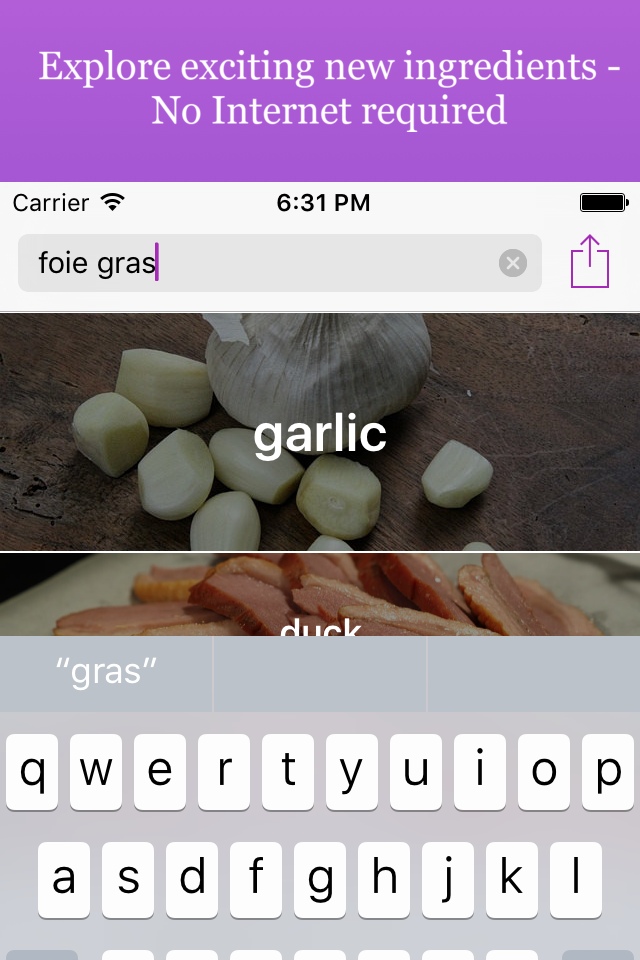 Explore exciting new ingredients -
No Internet required
Carrier 6:31 PM
foie gras
garlic
duck
“gras”
q w e r t y u i o p
a s d f g h j k l